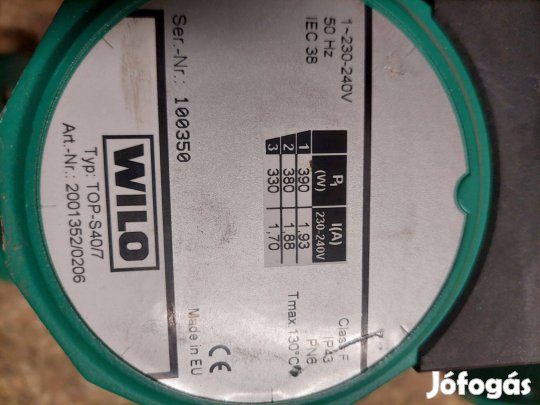 1~230-240V
50 Hz
IEC 38
Ser.-Nr.: 100350
P1 (W) I(A) 230-240V
1 390 1,93
2 380 1,88
3 330 1,70
Class F
IP43
PN6
Tmax 130°C
WILO
Typ: TOP-S40/7
Art.-Nr.: 2001352/0206
CE
Made in EU
Jófogás